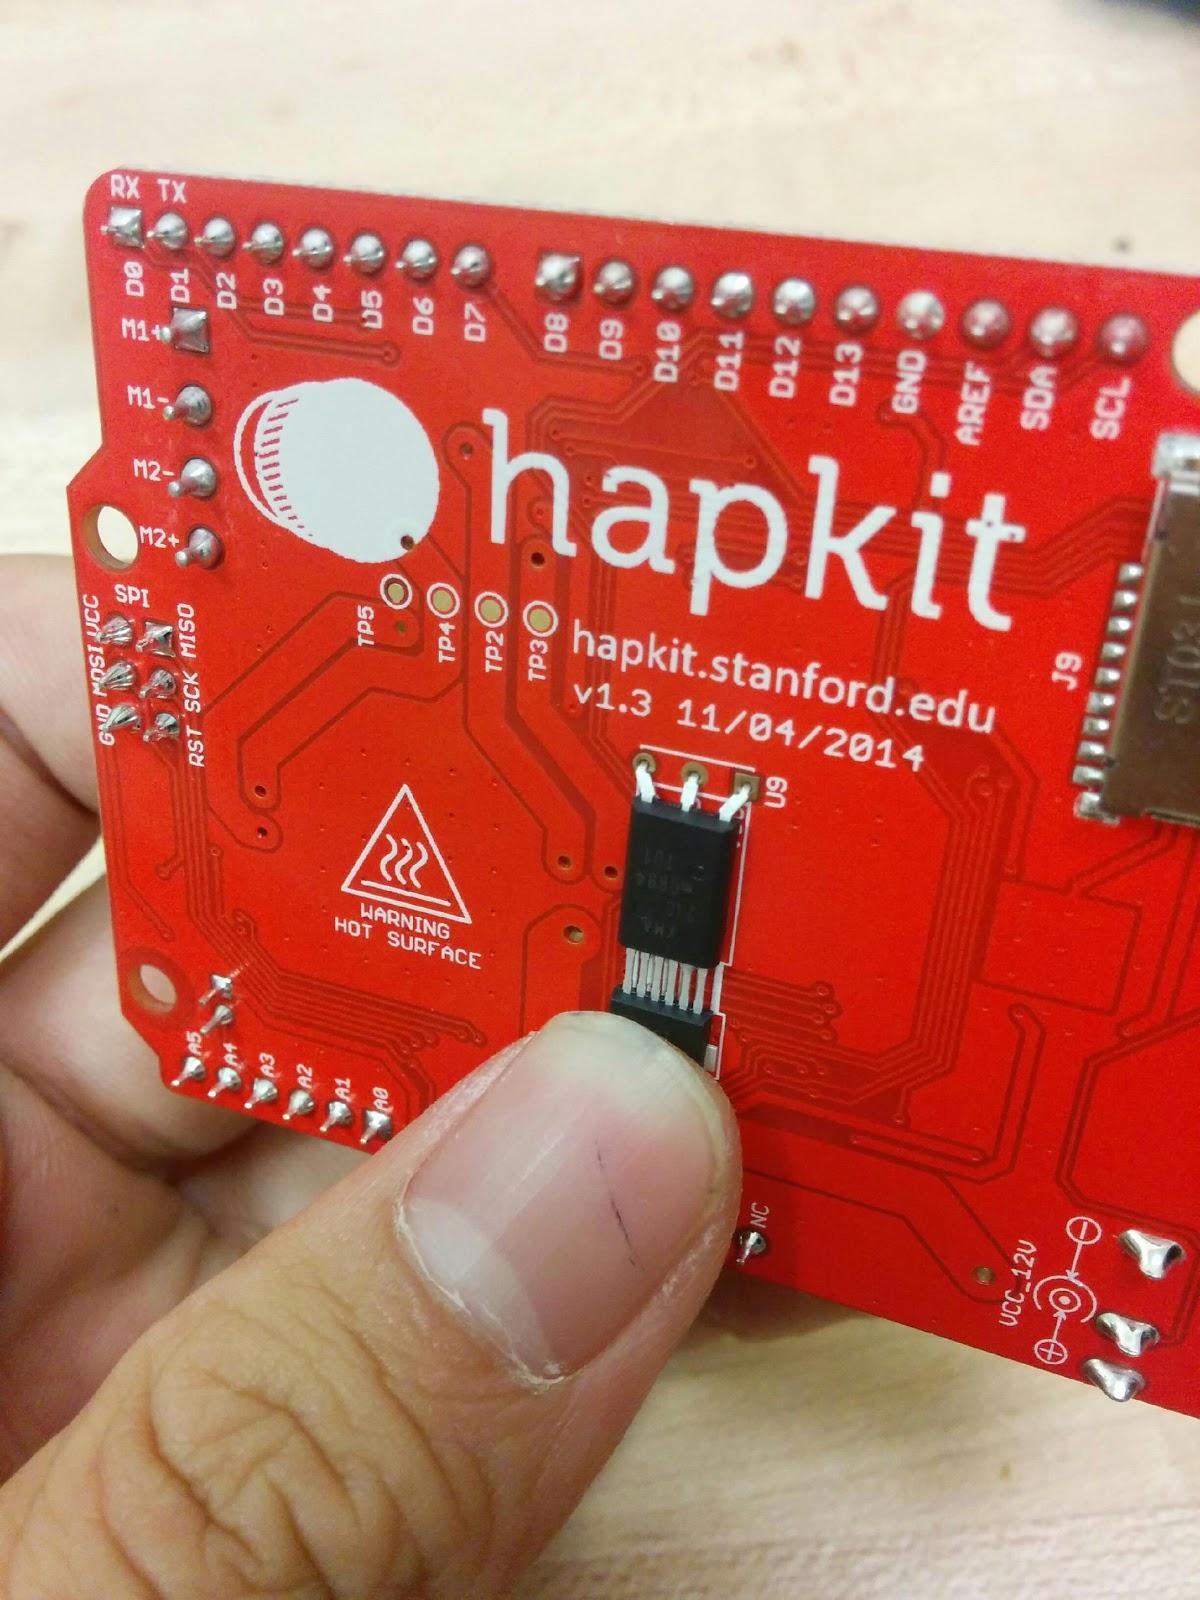 RX TX
D0 D1 D2 D3 D4 D5 D6 D7 D8 D9 D10 D11 D12 D13 GND AREF SDA SCL
M1+
M1-
M2-
M2+
hapkit
hapkit.stanford.edu
v1.3 11/04/2014
TP5 TP4 TP2 TP3
SPI
VCC MISO
MOSI SCK
GND RST
J9
U9
WARNING
HOT SURFACE
A5 A4 A3 A2 A1 A0
NC
VCC_12V